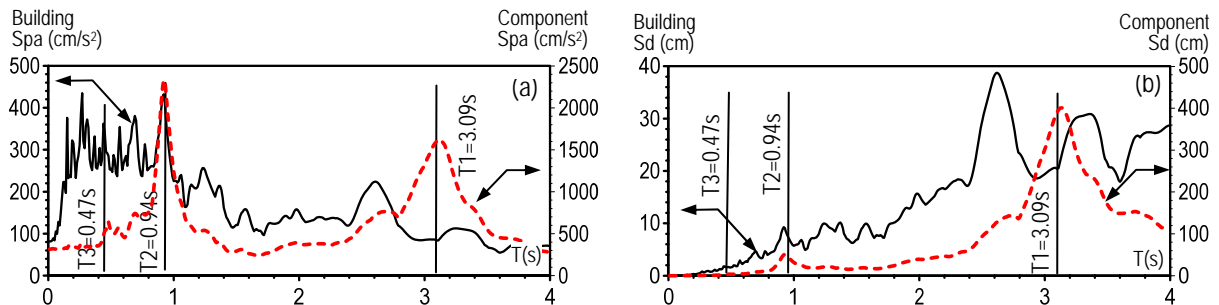 Building
Spa (cm/s²)
Component
Spa (cm/s²)
500
400
300
200
100
0
2500
2000
1500
1000
500
0
(a)
T3=0.47s
T2=0.94s
T1=3.09s
T(s)
0 1 2 3 4
Building
Sd (cm)
Component
Sd (cm)
40
30
20
10
0
500
400
300
200
100
0
(b)
T3=0.47s
T2=0.94s
T1=3.09s
T(s)
0 1 2 3 4